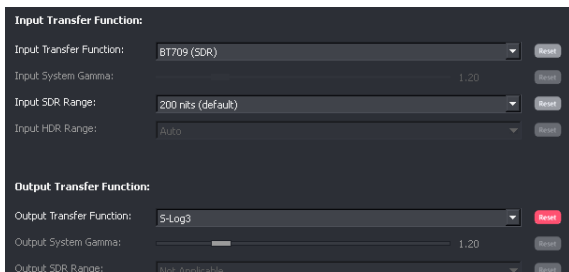 Input Transfer Function:
Input Transfer Function: BT709 (SDR) Reset
Input System Gamma: 1.20 Reset
Input SDR Range: 200 nits (default) Reset
Input HDR Range: Auto Reset
Output Transfer Function:
Output Transfer Function: S-Log3 Reset
Output System Gamma: 1.20 Reset
Output SDR Range: Not Applicable Reset